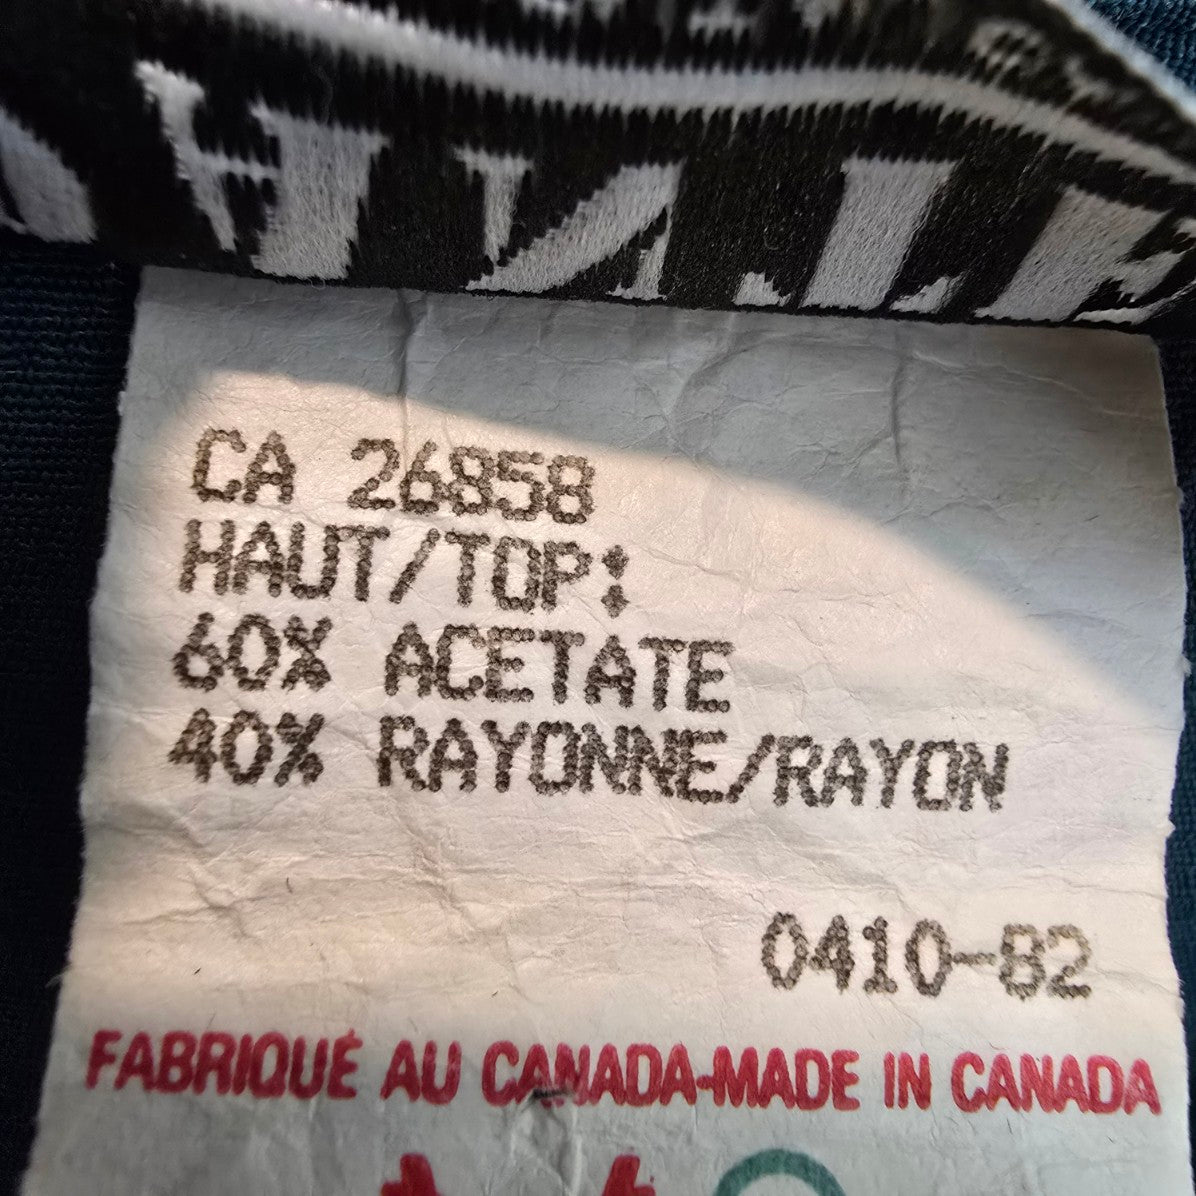 CA 26858
HAUT/TOP:
60% ACETATE
40% RAYONNE/RAYON
0410-82
FABRIQUÉ AU CANADA-MADE IN CANADA